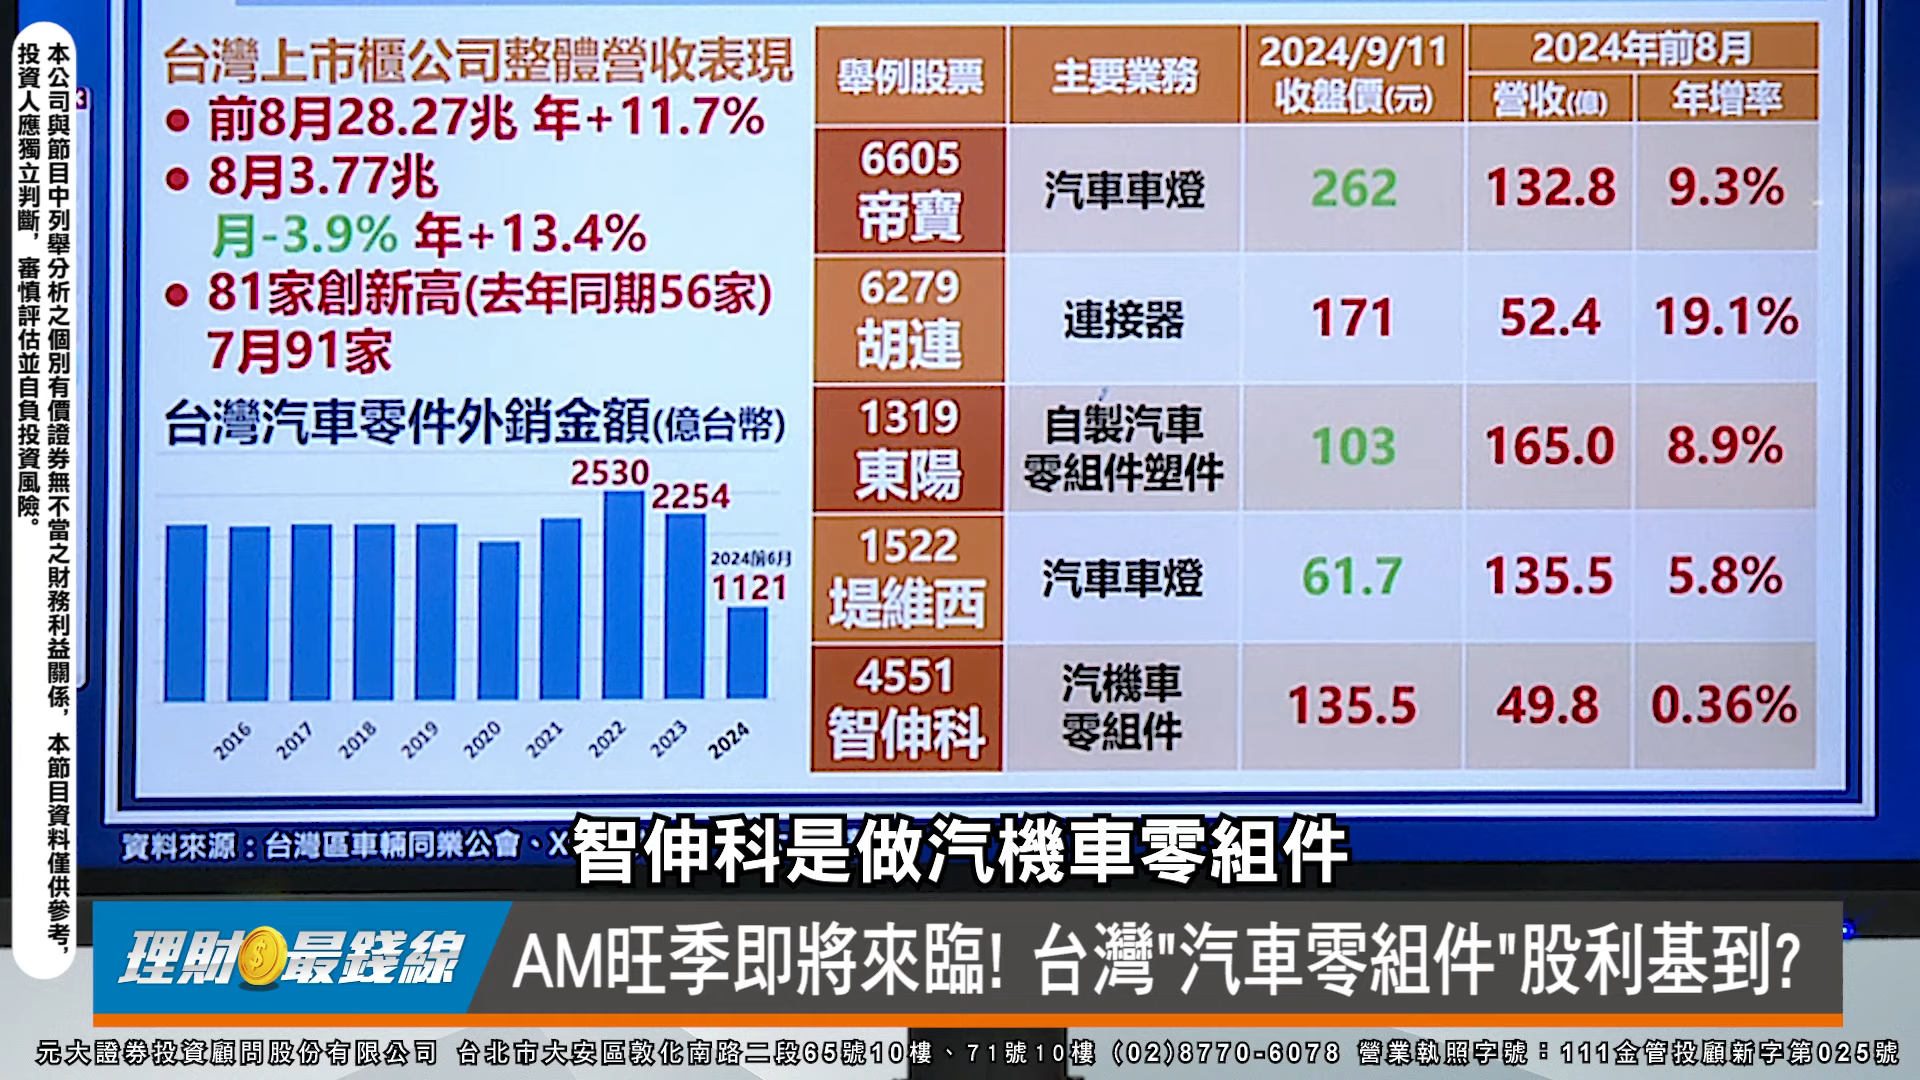 本公司與節目中列舉分析之個別有價證券無不當之財務利益關係，本節目資料僅供參考，
投資人應獨立判斷，審慎評估並自負投資風險。
台灣上市櫃公司整體營收表現
• 前8月28.27兆 年+11.7%
• 8月3.77兆
月-3.9% 年+13.4%
• 81家創新高(去年同期56家)
7月91家
台灣汽車零件外銷金額(億台幣)
2530
2254
2024前6月
1121
2016 2017 2018 2019 2020 2021 2022 2023 2024
舉例股票 主要業務 2024/9/11 收盤價(元) 2024年前8月 營收(億) 年增率
6605 帝寶 汽車車燈 262 132.8 9.3%
6279 胡連 連接器 171 52.4 19.1%
1319 東陽 自製汽車零組件塑件 103 165.0 8.9%
1522 堤維西 汽車車燈 61.7 135.5 5.8%
4551 智伸科 汽機車零組件 135.5 49.8 0.36%
資料來源：台灣區車輛同業公會、X
智伸科是做汽機車零組件
理財最錢線
AM旺季即將來臨! 台灣"汽車零組件"股利基到?
元大證券投資顧問股份有限公司 台北市大安區敦化南路二段65號10樓、71號10樓 (02)8770-6078 營業執照字號：111金管投顧新字第025號